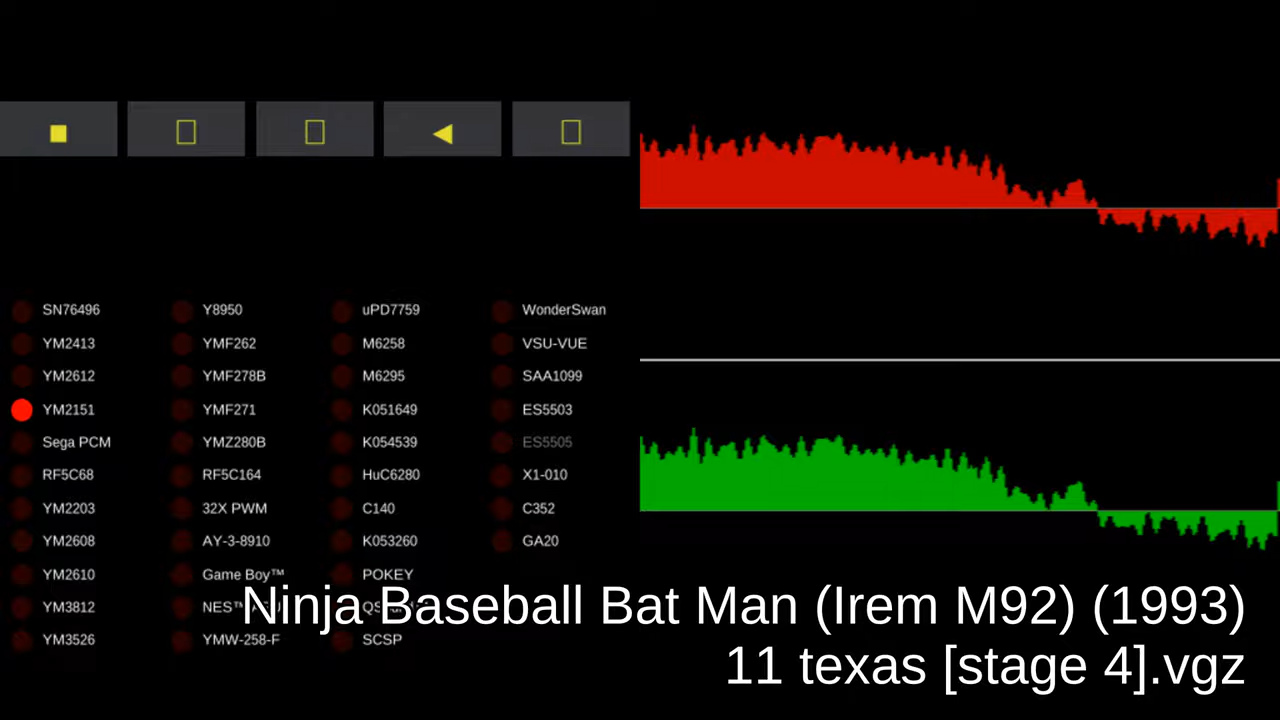 SN76496 Y8950 uPD7759 WonderSwan
YM2413 YMF262 M6258 VSU-VUE
YM2612 YMF278B M6295 SAA1099
YM2151 YMF271 K051649 ES5503
Sega PCM YMZ280B K054539 ES5505
RF5C68 RF5C164 HuC6280 X1-010
YM2203 32X PWM C140 C352
YM2608 AY-3-8910 K053260 GA20
YM2610 Game Boy™ POKEY
YM3812 NES™
YM3526 YMW-258-F SCSP
Ninja Baseball Bat Man (Irem M92) (1993)
11 texas [stage 4].vgz